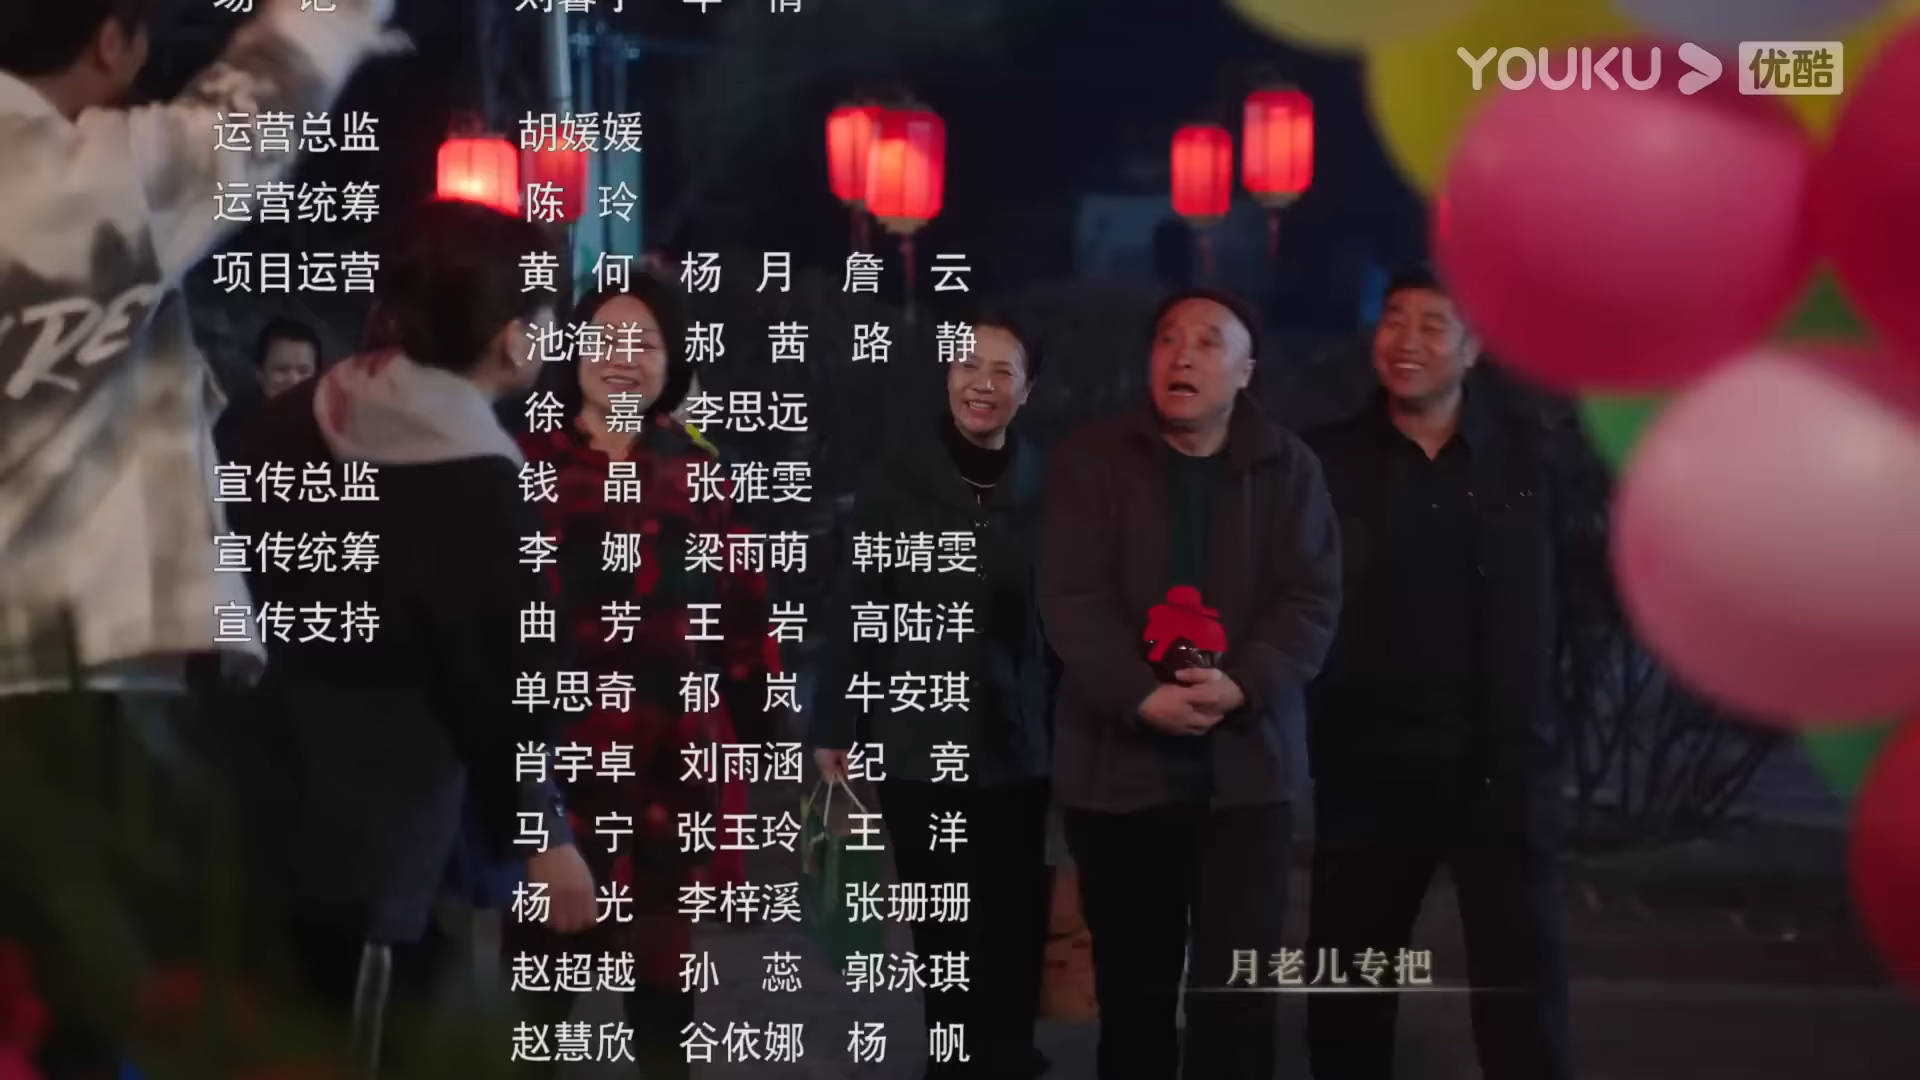 YOUKU 优酷
运营总监 胡媛媛
运营统筹 陈玲
项目运营 黄何 杨月 詹云
池海洋 郝茜 路静
徐嘉 李思远
宣传总监 钱晶 张雅雯
宣传统筹 李娜 梁雨萌 韩靖雯
宣传支持 曲芳 王岩 高陆洋
单思奇 郁岚 牛安琪
肖宇卓 刘雨涵 纪竞
马宁 张玉玲 王洋
杨光 李梓溪 张珊珊
赵超越 孙蕊 郭泳琪
赵慧欣 谷依娜 杨帆
月老儿专把